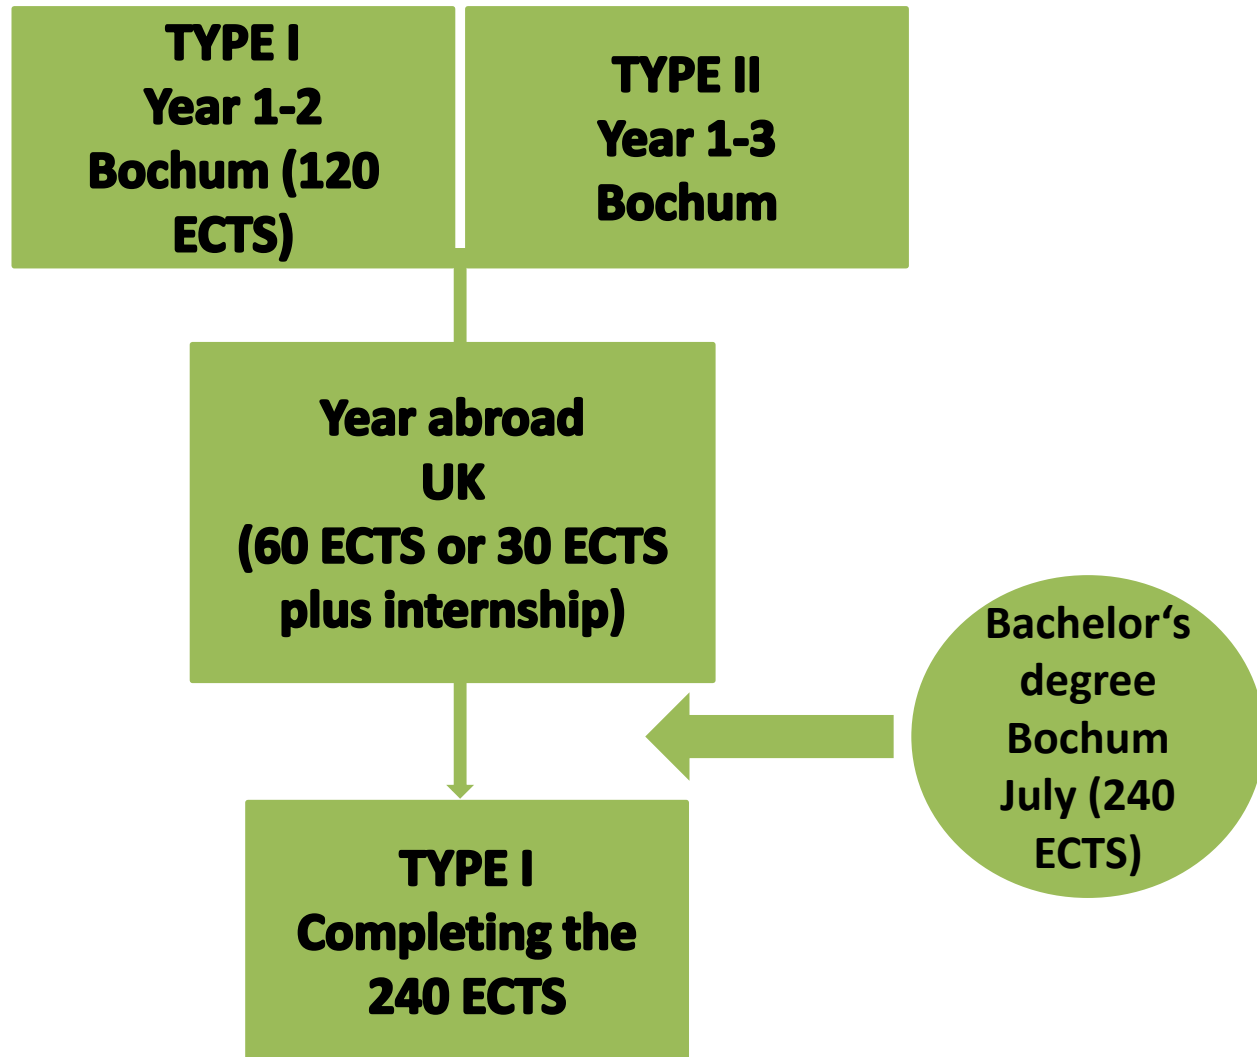 TYPE I
Year 1-2
Bochum (120
ECTS)
TYPE II
Year 1-3
Bochum
Year abroad
UK
(60 ECTS or 30 ECTS
plus internship)
Bachelor‘s
degree
Bochum
July (240
ECTS)
TYPE I
Completing the
240 ECTS